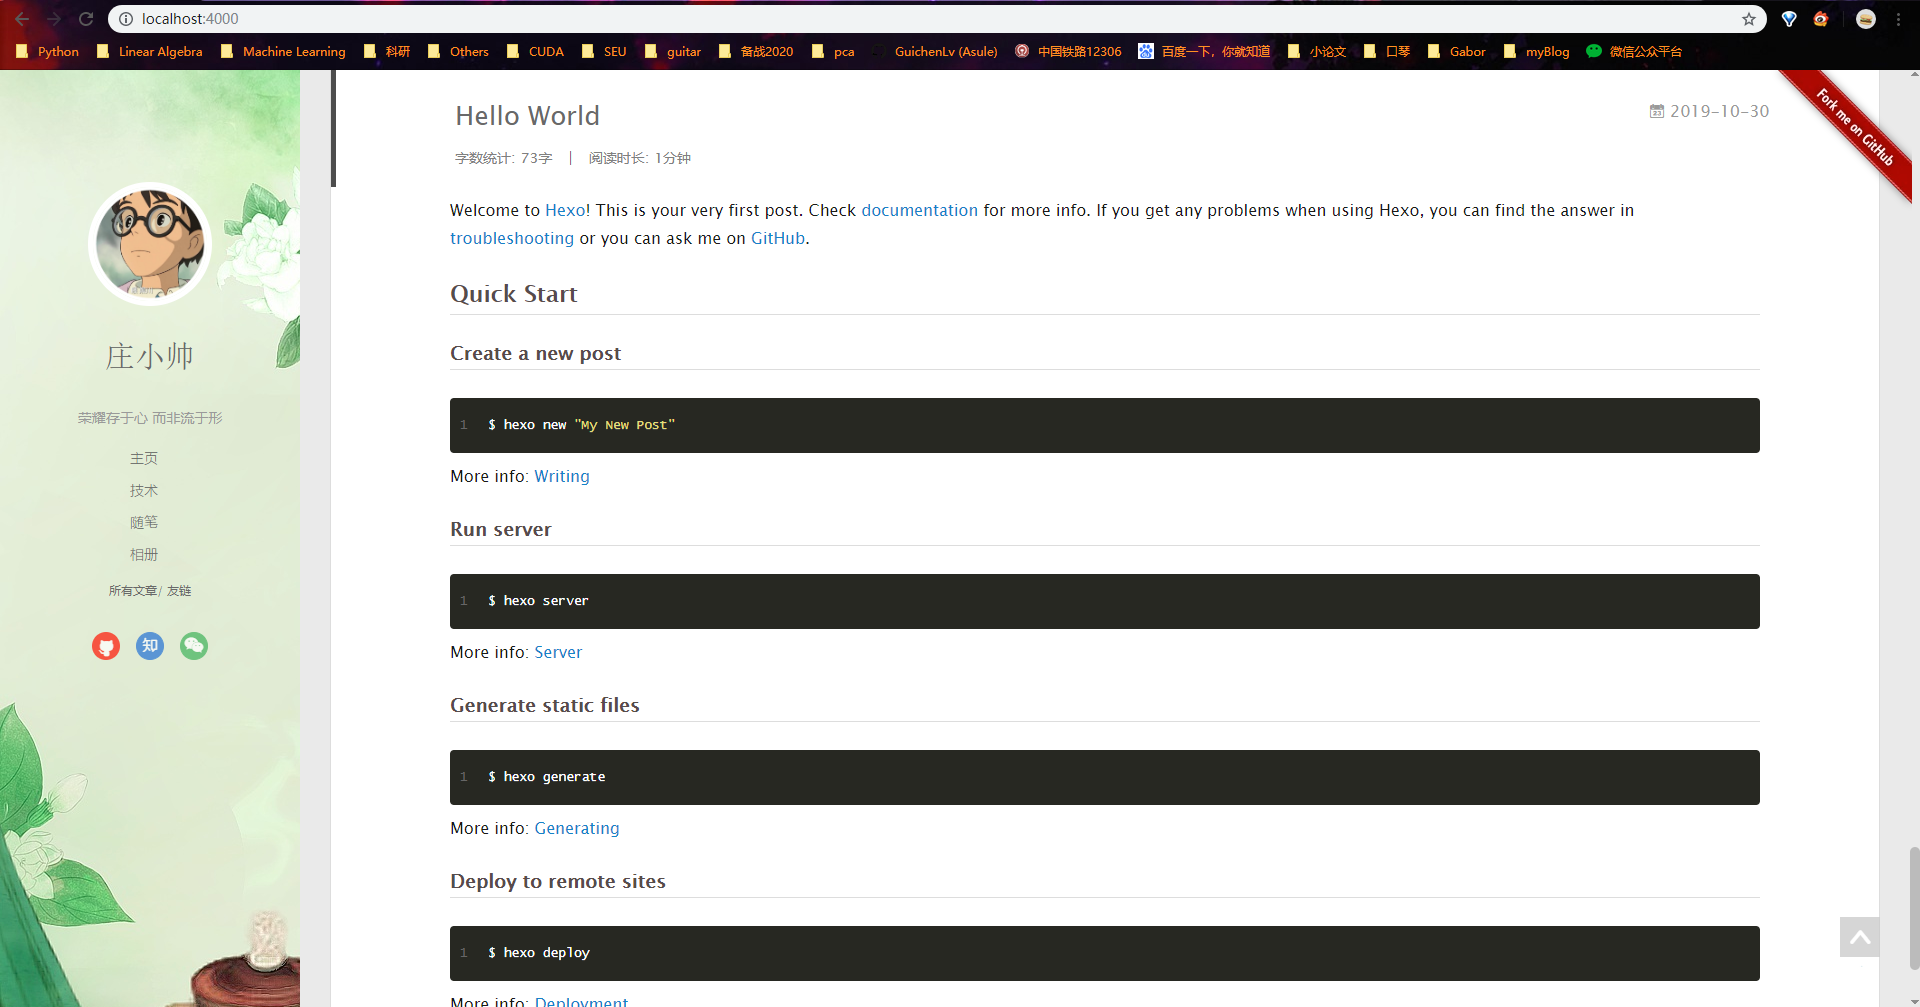 localhost:4000
Python Linear Algebra Machine Learning 科研 Others CUDA SEU guitar 备战2020 pca GuichenLv (Asule) 中国铁路12306 百度一下，你就知道 小论文 口琴 Gabor myBlog 微信公众平台
Fork me on GitHub
庄小帅
荣耀存于心 而非流于形
主页
技术
随笔
相册
所有文章/ 友链
知
Hello World
2019-10-30
字数统计: 73字 | 阅读时长: 1分钟
Welcome to Hexo! This is your very first post. Check documentation for more info. If you get any problems when using Hexo, you can find the answer in
troubleshooting or you can ask me on GitHub.
Quick Start
Create a new post
1 $ hexo new "My New Post"
More info: Writing
Run server
1 $ hexo server
More info: Server
Generate static files
1 $ hexo generate
More info: Generating
Deploy to remote sites
1 $ hexo deploy
More info: Deployment